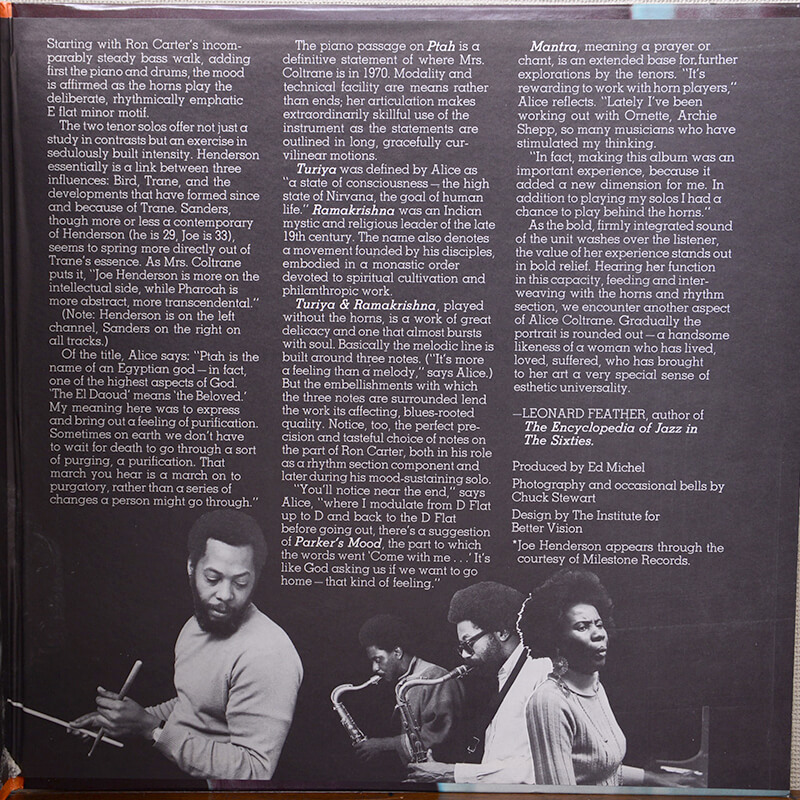 Starting with Ron Carter's incom-
parably steady bass walk, adding
first the piano and drums, the mood
is affirmed as the horns play the
deliberate, rhythmically emphatic
E flat minor motif.
The two tenor solos offer not just a
study in contrasts but an exercise in
sedulously built intensity. Henderson
essentially is a link between three
influences: Bird, Trane, and the
developments that have formed since
and because of Trane. Sanders,
though more or less a contemporary
of Henderson (he is 29, Joe is 33),
seems to spring more directly out of
Trane's essence. As Mrs. Coltrane
puts it, "Joe Henderson is more on the
intellectual side, while Pharoah is
more abstract, more transcendental."
(Note: Henderson is on the left
channel, Sanders on the right on
all tracks.)
Of the title, Alice says: "Ptah is the
name of an Egyptian god — in fact,
one of the highest aspects of God.
'The El Daoud' means 'the Beloved.'
My meaning here was to express
and bring out a feeling of purification.
Sometimes on earth we don't have
to wait for death to go through a sort
of purging, a purification. That
march you hear is a march on to
purgatory, rather than a series of
changes a person might go through."
The piano passage on Ptah is a
definitive statement of where Mrs.
Coltrane is in 1970. Modality and
technical facility are means rather
than ends; her articulation makes
extraordinarily skillful use of the
instrument as the statements are
outlined in long, gracefully cur-
vilinear motions.
Turiya was defined by Alice as
"a state of consciousness — the high
state of Nirvana, the goal of human
life." Ramakrishna was an Indian
mystic and religious leader of the late
19th century. The name also denotes
a movement founded by his disciples,
embodied in a monastic order
devoted to spiritual cultivation and
philanthropic work.
Turiya & Ramakrishna, played
without the horns, is a work of great
delicacy and one that almost bursts
with soul. Basically the melodic line is
built around three notes. ("It's more
a feeling than a melody," says Alice.)
But the embellishments with which
the three notes are surrounded lend
the work its affecting, blues-rooted
quality. Notice, too, the perfect pre-
cision and tasteful choice of notes on
the part of Ron Carter, both in his role
as a rhythm section component and
later during his mood-sustaining solo.
"You'll notice near the end," says
Alice, "where I modulate from D Flat
up to D and back to the D Flat
before going out, there's a suggestion
of Parker's Mood, the part to which
the words went 'Come with me . . .' It's
like God asking us if we want to go
home — that kind of feeling."
Mantra, meaning a prayer or
chant, is an extended base for further
explorations by the tenors. "It's
rewarding to work with horn players,"
Alice reflects. "Lately I've been
working out with Ornette, Archie
Shepp, so many musicians who have
stimulated my thinking.
"In fact, making this album was an
important experience, because it
added a new dimension for me. In
addition to playing my solos I had a
chance to play behind the horns."
As the bold, firmly integrated sound
of the unit washes over the listener,
the value of her experience stands out
in bold relief. Hearing her function
in this capacity, feeding and inter-
weaving with the horns and rhythm
section, we encounter another aspect
of Alice Coltrane. Gradually the
portrait is rounded out — a handsome
likeness of a woman who has lived,
loved, suffered, who has brought
to her art a very special sense of
esthetic universality.
—LEONARD FEATHER, author of
The Encyclopedia of Jazz in
The Sixties.
Produced by Ed Michel
Photography and occasional bells by
Chuck Stewart
Design by The Institute for
Better Vision
*Joe Henderson appears through the
courtesy of Milestone Records.